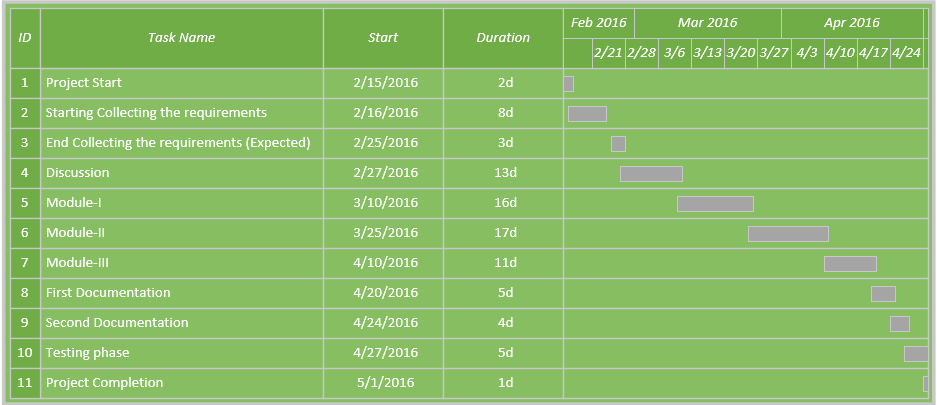 ID Task Name Start Duration Feb 2016 Mar 2016 Apr 2016
2/21 2/28 3/6 3/13 3/20 3/27 4/3 4/10 4/17 4/24
1 Project Start 2/15/2016 2d
2 Starting Collecting the requirements 2/16/2016 8d
3 End Collecting the requirements (Expected) 2/25/2016 3d
4 Discussion 2/27/2016 13d
5 Module-I 3/10/2016 16d
6 Module-II 3/25/2016 17d
7 Module-III 4/10/2016 11d
8 First Documentation 4/20/2016 5d
9 Second Documentation 4/24/2016 4d
10 Testing phase 4/27/2016 5d
11 Project Completion 5/1/2016 1d